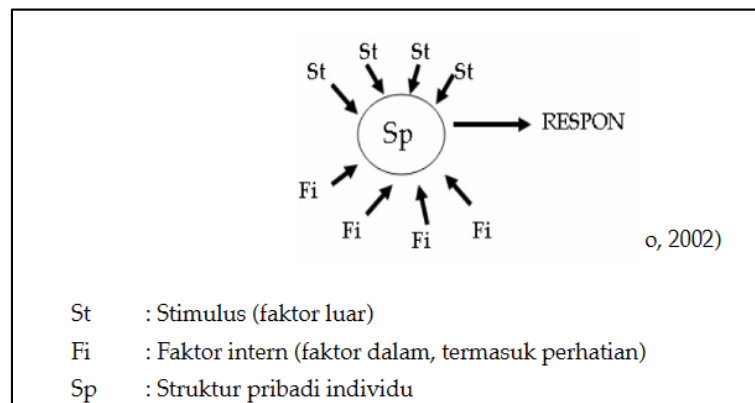 St St
St St
Sp RESPON
Fi
Fi Fi Fi
o, 2002)
St : Stimulus (faktor luar)
Fi : Faktor intern (faktor dalam, termasuk perhatian)
Sp : Struktur pribadi individu